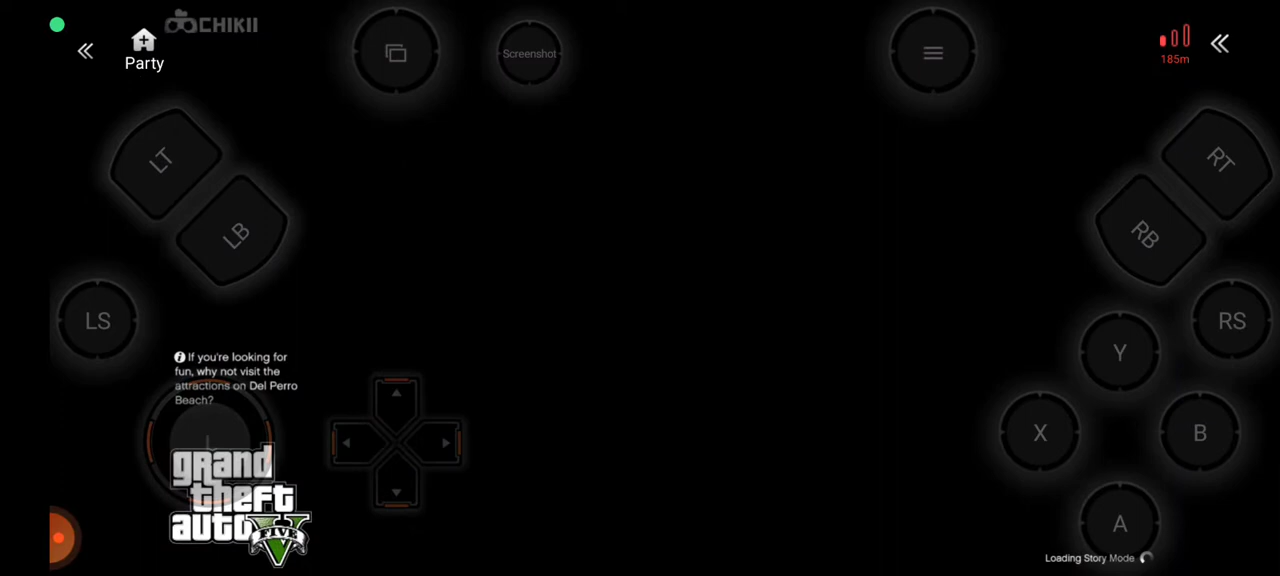 CHIKII
Party
Screenshot
185m
LT
RT
LB
RB
LS
RS
If you're looking for
fun, why not visit the
attractions on Del Perro
Beach?
Y
X
B
A
L
grand
theft
auto V
FIVE
Loading Story Mode